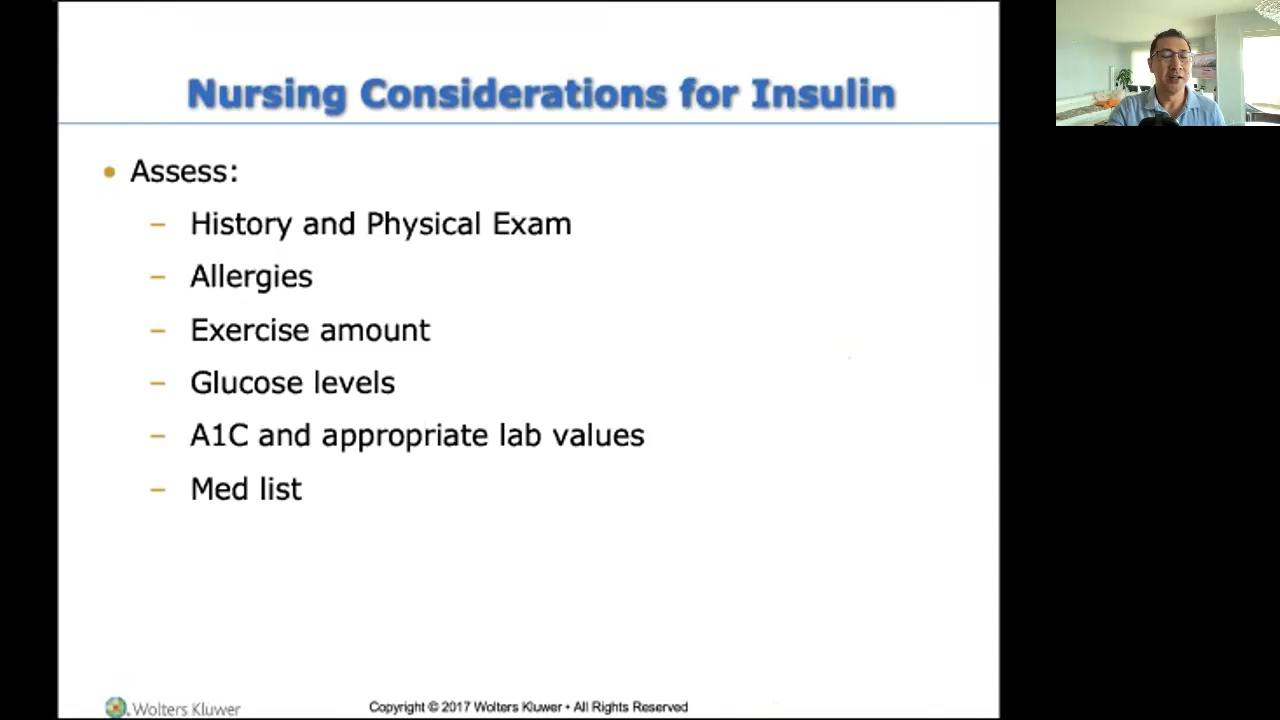 Nursing Considerations for Insulin
• Assess:
– History and Physical Exam
– Allergies
– Exercise amount
– Glucose levels
– A1C and appropriate lab values
– Med list
Wolters Kluwer
Copyright © 2017 Wolters Kluwer • All Rights Reserved